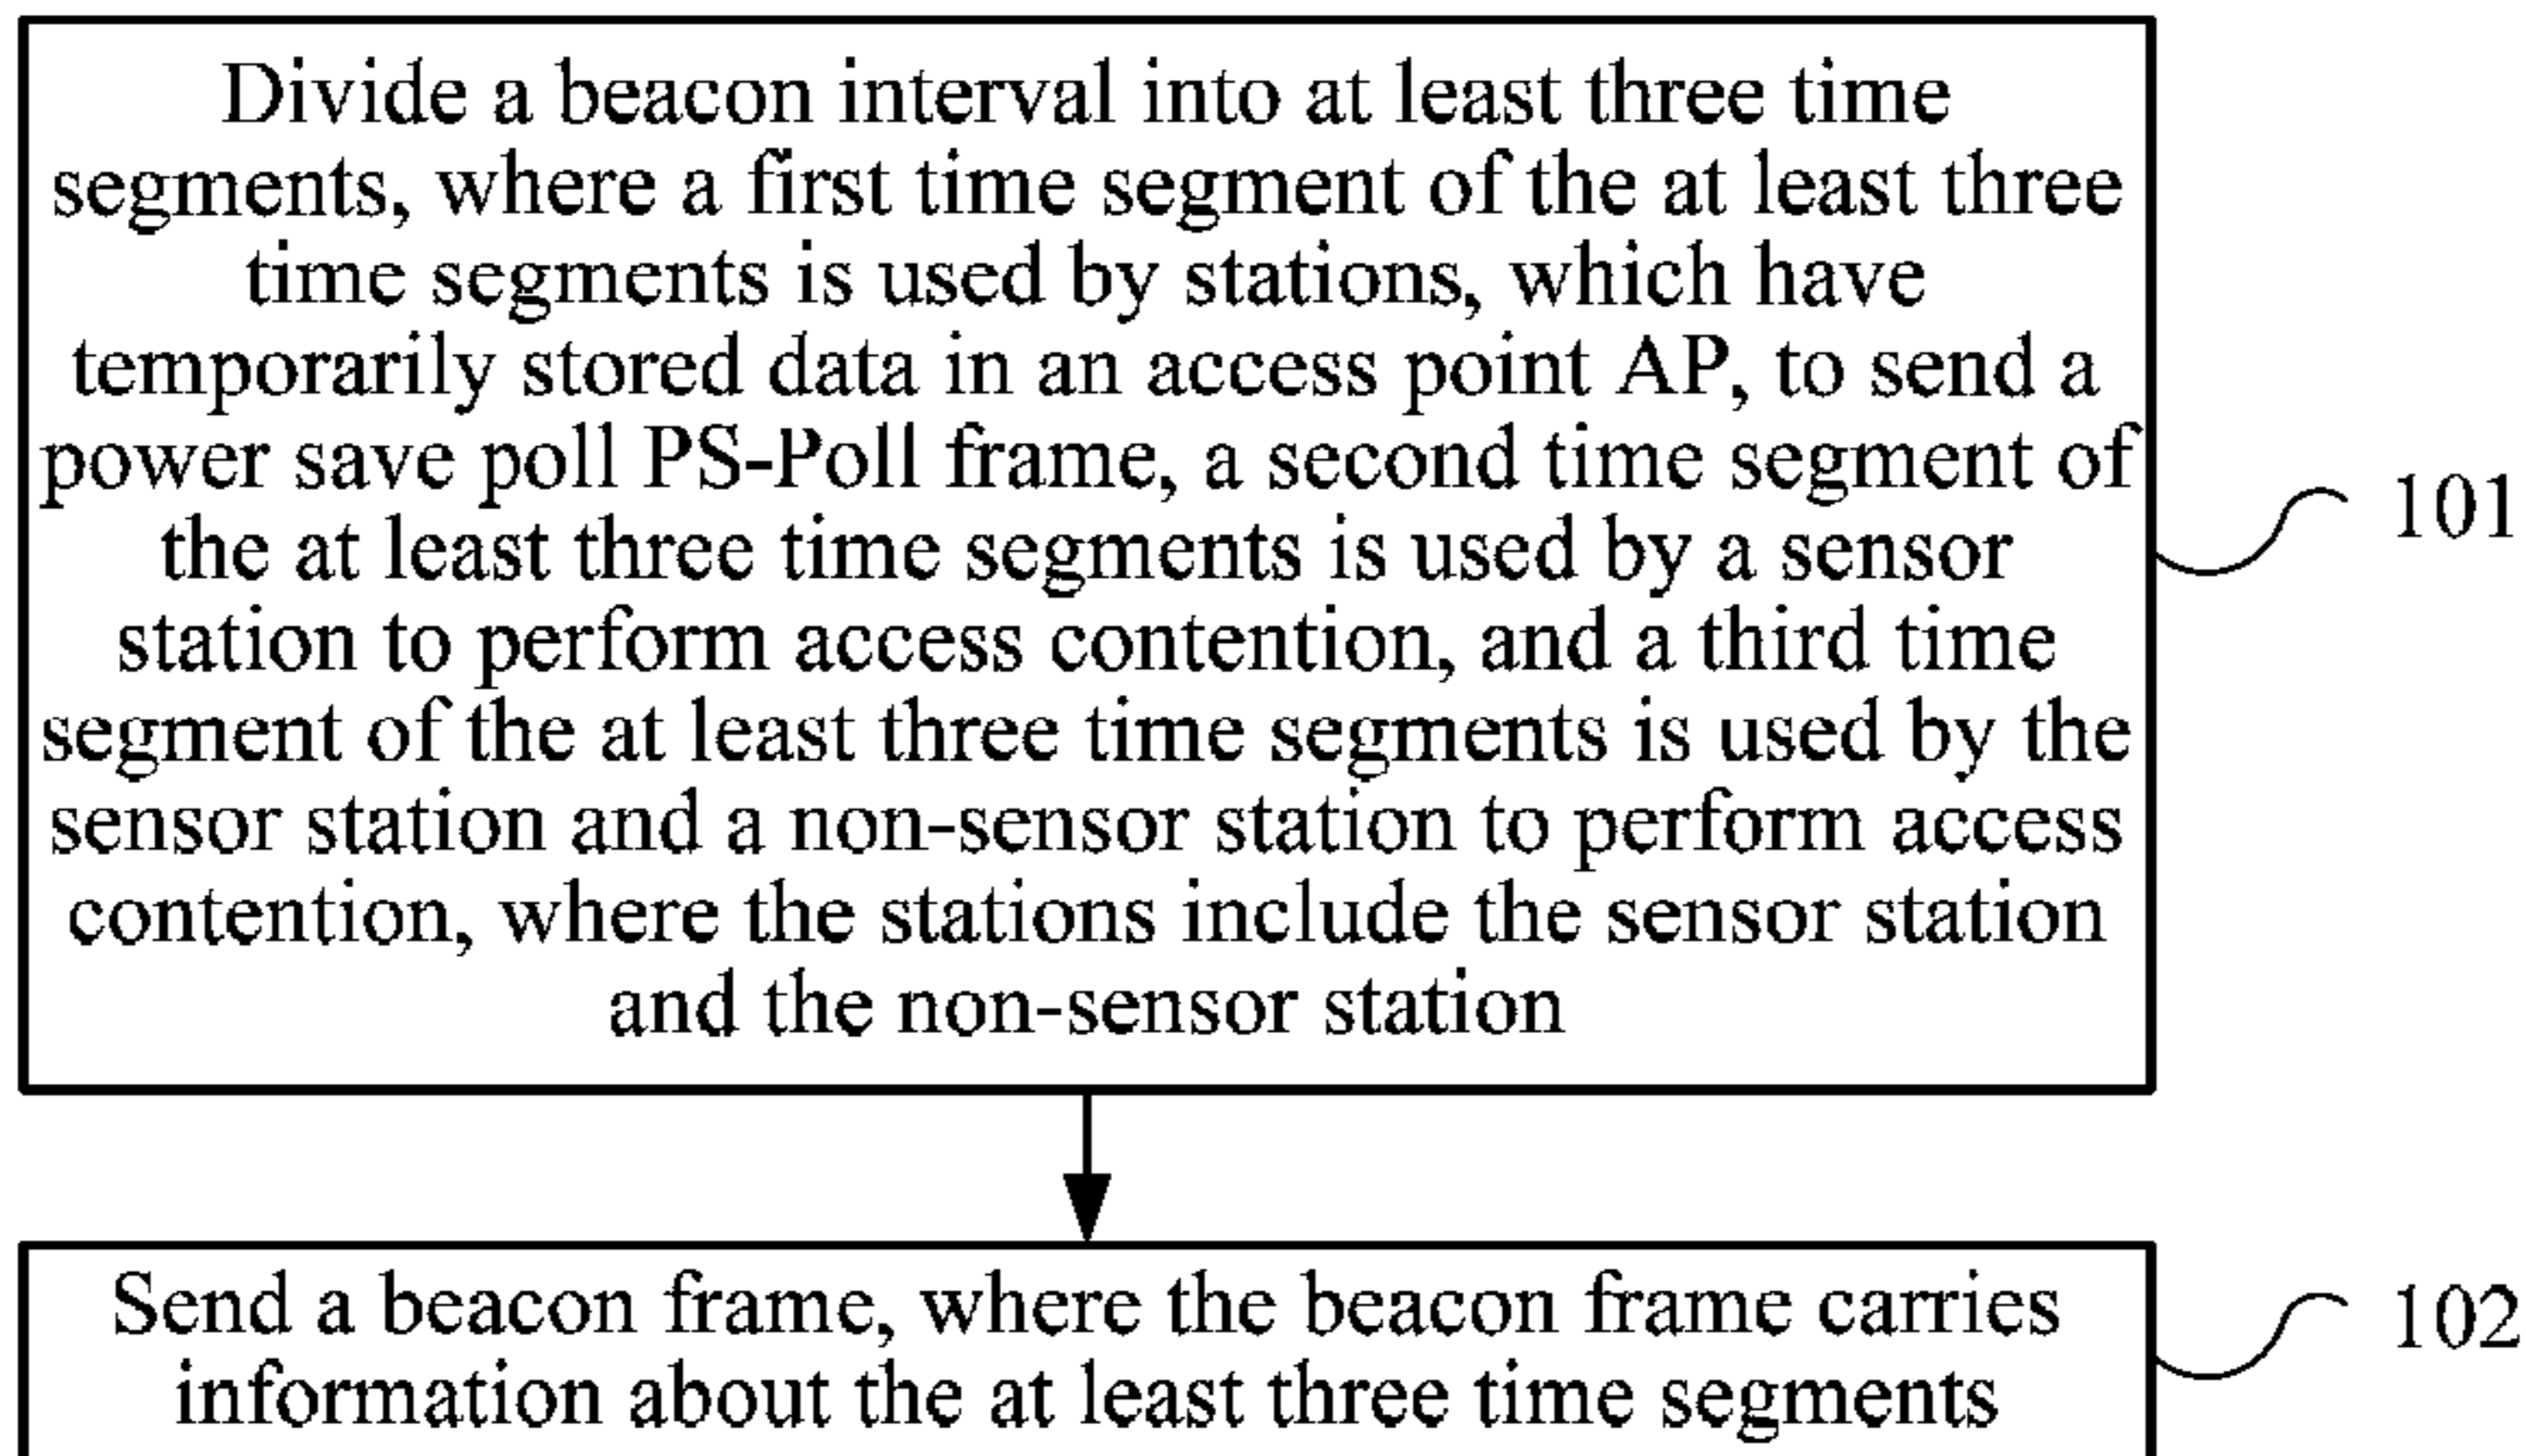 Divide a beacon interval into at least three time
segments, where a first time segment of the at least three
time segments is used by stations, which have
temporarily stored data in an access point AP, to send a
power save poll PS-Poll frame, a second time segment of
the at least three time segments is used by a sensor
station to perform access contention, and a third time
segment of the at least three time segments is used by the
sensor station and a non-sensor station to perform access
contention, where the stations include the sensor station
and the non-sensor station
101
Send a beacon frame, where the beacon frame carries
information about the at least three time segments
102